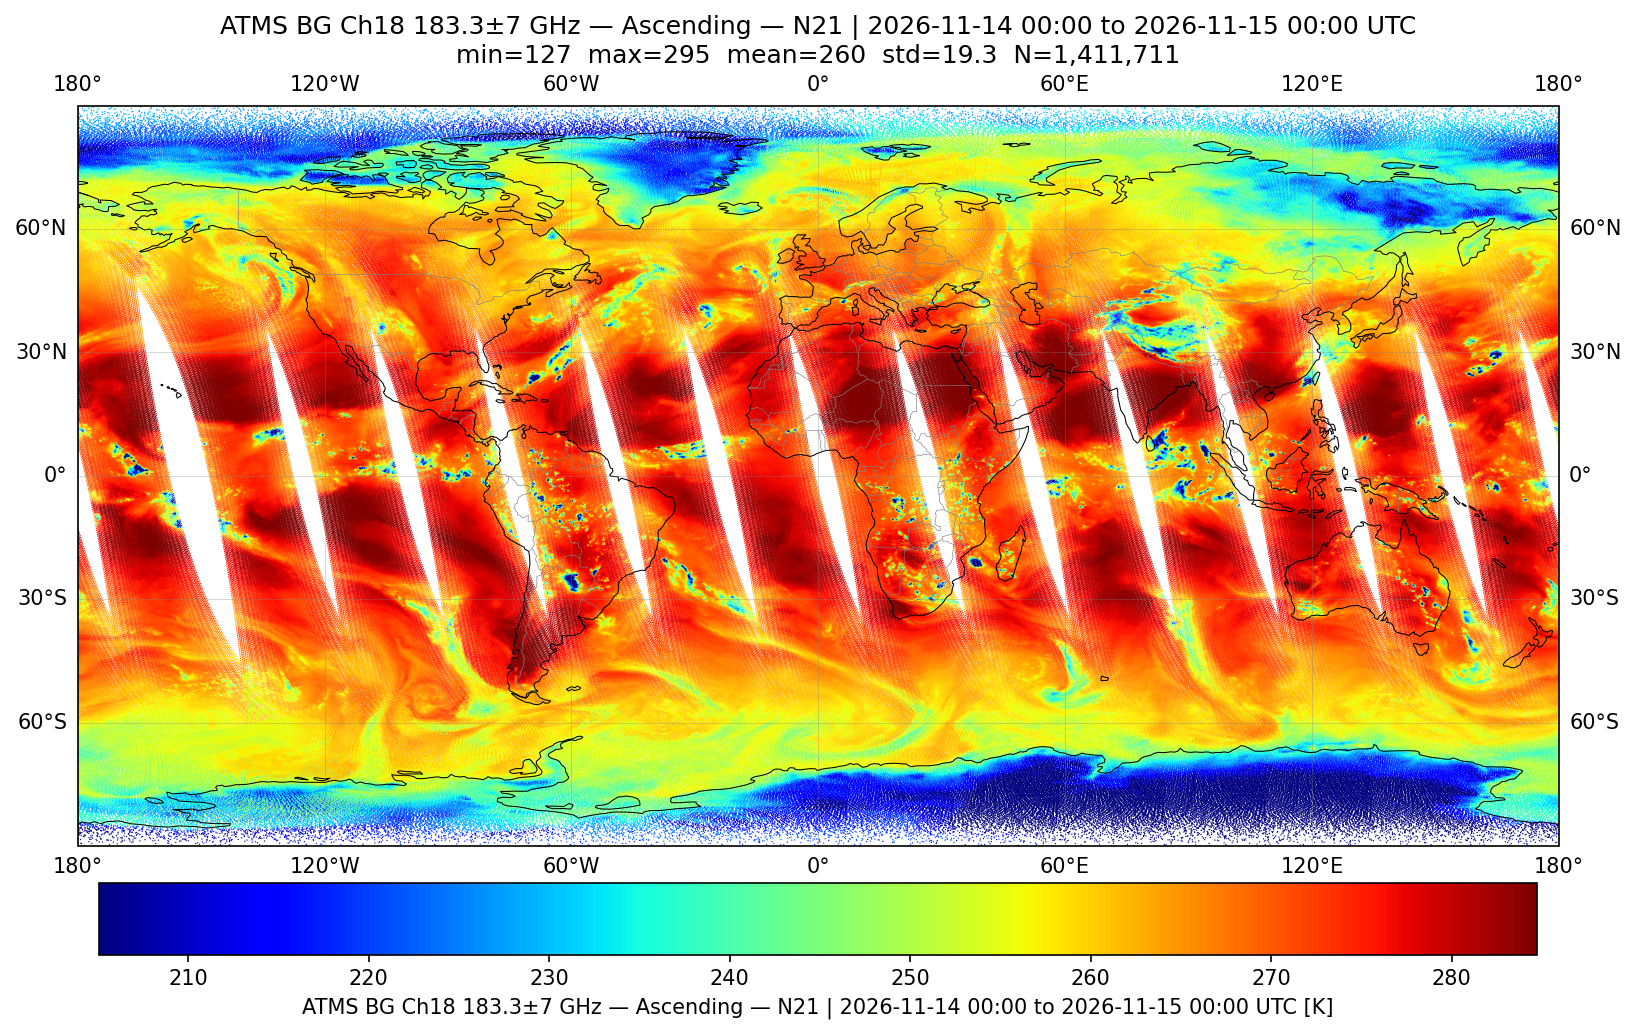 ATMS BG Ch18 183.3±7 GHz — Ascending — N21 | 2026-11-14 00:00 to 2026-11-15 00:00 UTC
min=127 max=295 mean=260 std=19.3 N=1,411,711
180° 120°W 60°W 0° 60°E 120°E 180°
60°N 60°N
30°N 30°N
0° 0°
30°S 30°S
60°S 60°S
180° 120°W 60°W 0° 60°E 120°E 180°
210 220 230 240 250 260 270 280
ATMS BG Ch18 183.3±7 GHz — Ascending — N21 | 2026-11-14 00:00 to 2026-11-15 00:00 UTC [K]